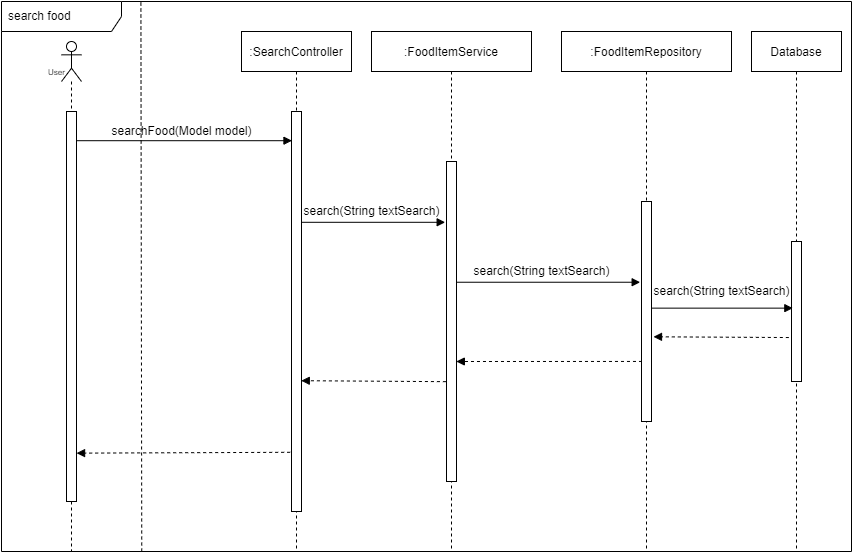 search food
User
:SearchController
:FoodItemService
:FoodItemRepository
Database
searchFood(Model model)
search(String textSearch)
search(String textSearch)
search(String textSearch)